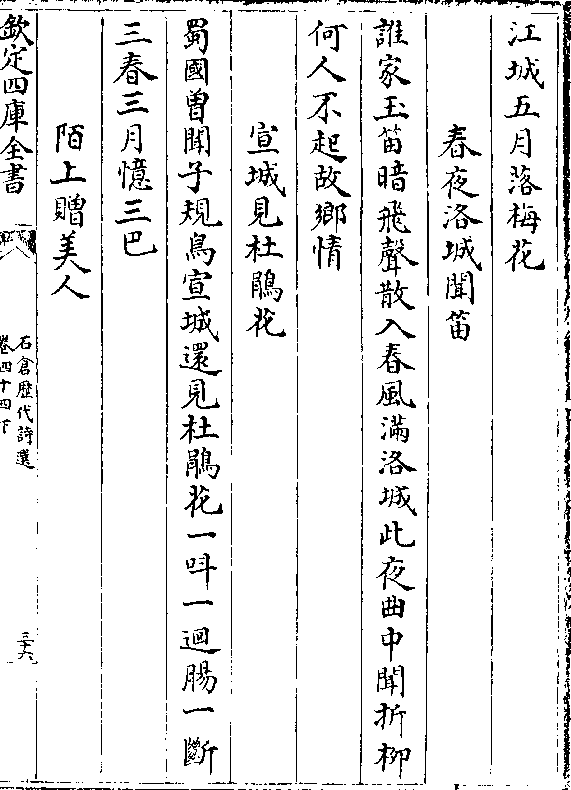 江城五月落梅花
春夜洛城聞笛
誰家玉笛暗飛聲散入春風滿洛城此夜曲中聞折柳
何人不起故鄉情
宣城見杜鵑花
蜀國曽聞子規鳥宣城還見杜鵑花一呌一迴腸一斷
三春三月憶三巴
陌上贈美人
欽定四庫全書
石倉歴代詩選
卷四十四下
三十六